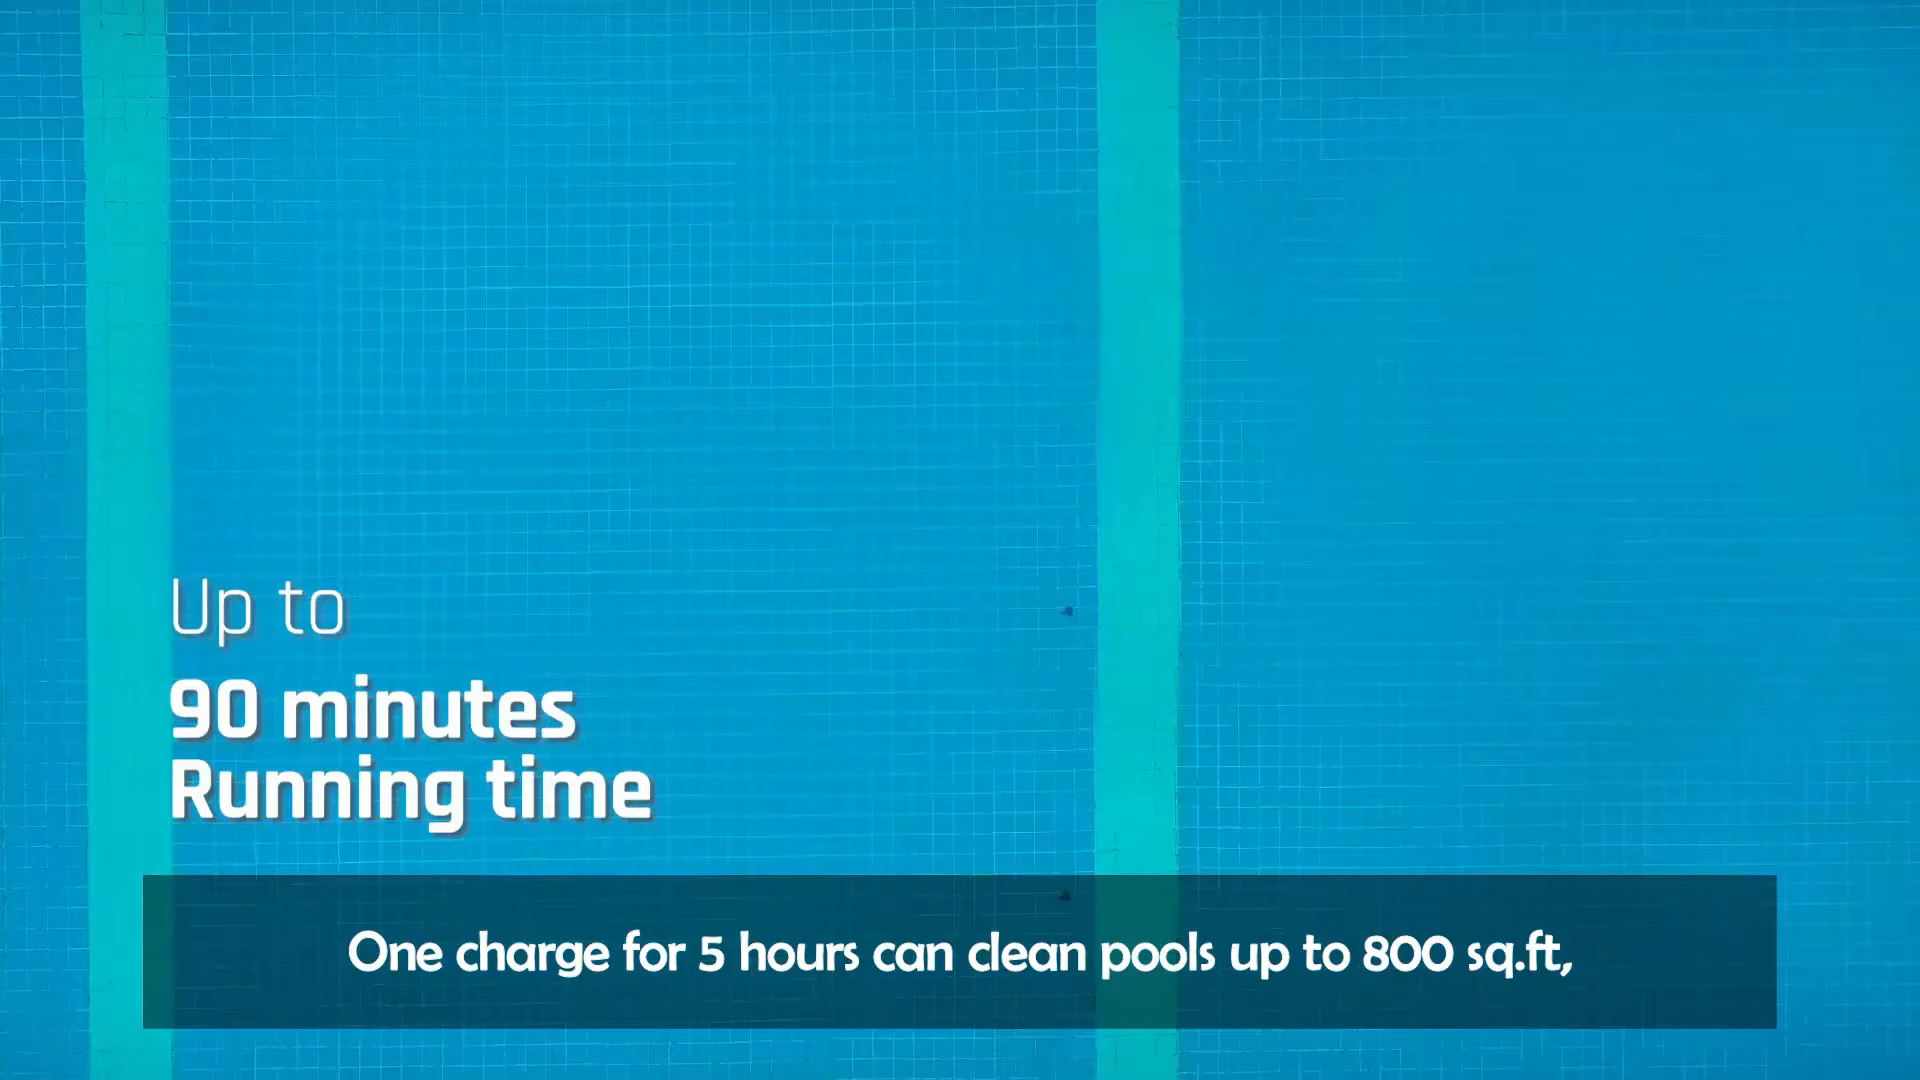 Up to
90 minutes
Running time
One charge for 5 hours can clean pools up to 800 sq.ft,